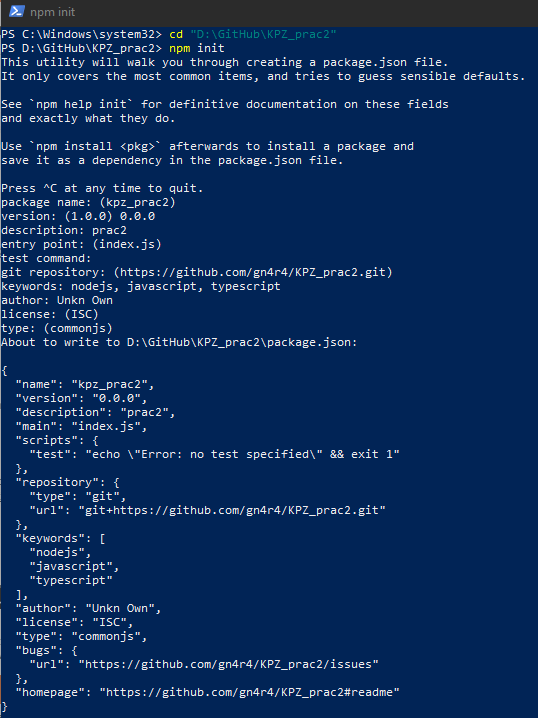 npm init
PS C:\Windows\system32> cd "D:\GitHub\KPZ_prac2"
PS D:\GitHub\KPZ_prac2> npm init
This utility will walk you through creating a package.json file.
It only covers the most common items, and tries to guess sensible defaults.

See `npm help init` for definitive documentation on these fields
and exactly what they do.

Use `npm install <pkg>` afterwards to install a package and
save it as a dependency in the package.json file.

Press ^C at any time to quit.
package name: (kpz_prac2)
version: (1.0.0) 0.0.0
description: prac2
entry point: (index.js)
test command:
git repository: (https://github.com/gn4r4/KPZ_prac2.git)
keywords: nodejs, javascript, typescript
author: Unkn Own
license: (ISC)
type: (commonjs)
About to write to D:\GitHub\KPZ_prac2\package.json:

{
  "name": "kpz_prac2",
  "version": "0.0.0",
  "description": "prac2",
  "main": "index.js",
  "scripts": {
    "test": "echo \"Error: no test specified\" && exit 1"
  },
  "repository": {
    "type": "git",
    "url": "git+https://github.com/gn4r4/KPZ_prac2.git"
  },
  "keywords": [
    "nodejs",
    "javascript",
    "typescript"
  ],
  "author": "Unkn Own",
  "license": "ISC",
  "type": "commonjs",
  "bugs": {
    "url": "https://github.com/gn4r4/KPZ_prac2/issues"
  },
  "homepage": "https://github.com/gn4r4/KPZ_prac2#readme"
}